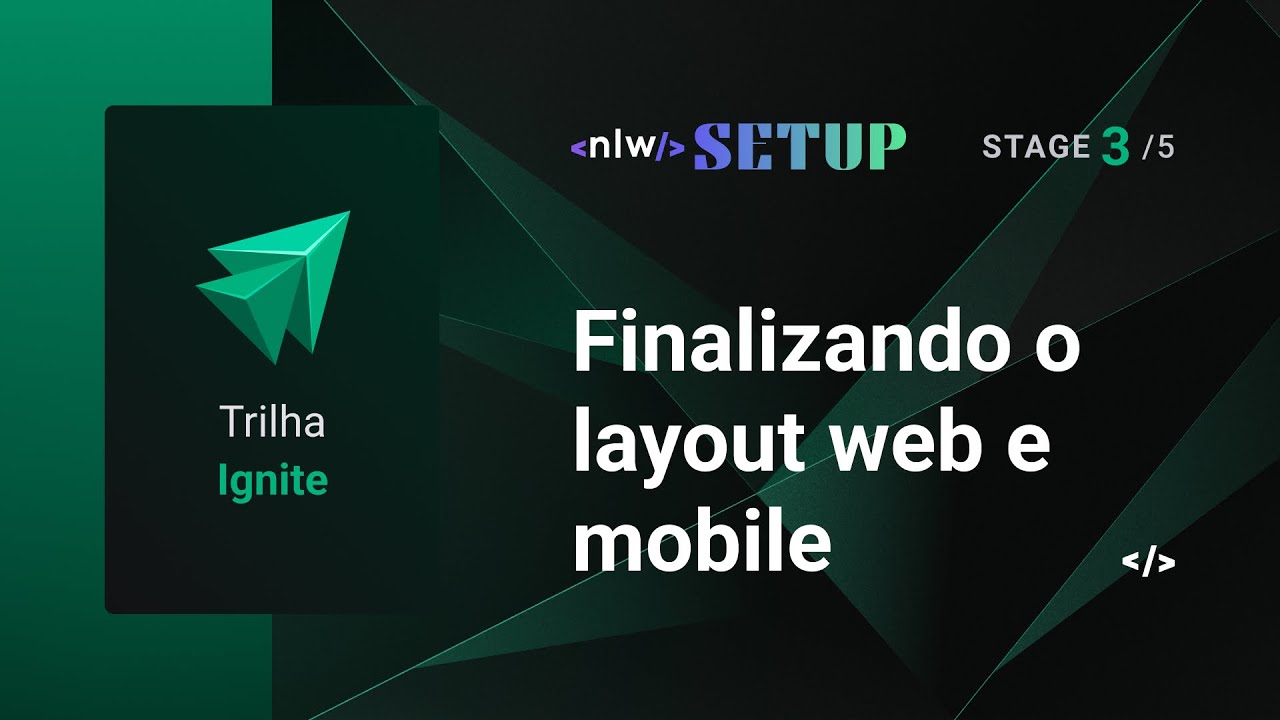 <nlw/> SETUP
STAGE 3 /5
Trilha
Ignite
Finalizando o
layout web e
mobile
</>